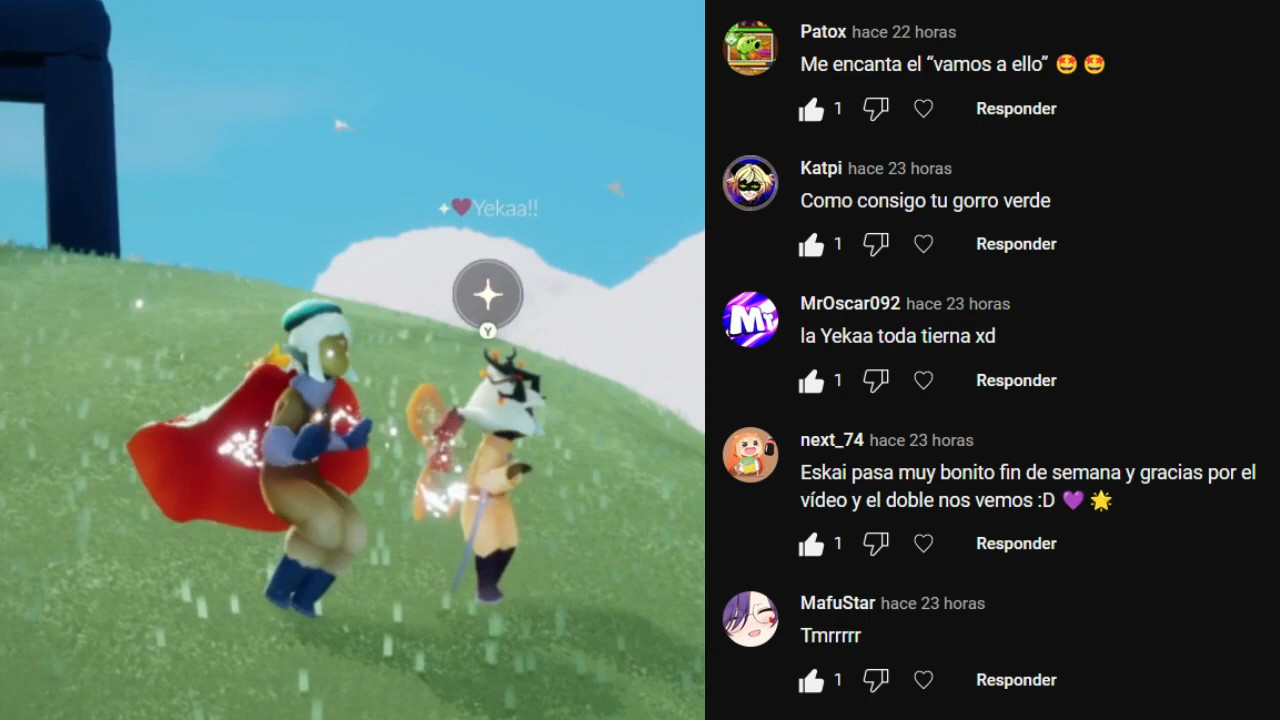 Yekaa!!
Y
Patox hace 22 horas
Me encanta el “vamos a ello” 🤩 🤩
1 Responder
Katpi hace 23 horas
Como consigo tu gorro verde
1 Responder
MrOscar092 hace 23 horas
la Yekaa toda tierna xd
1 Responder
next_74 hace 23 horas
Eskai pasa muy bonito fin de semana y gracias por el
vídeo y el doble nos vemos :D 💜 🌟
1 Responder
MafuStar hace 23 horas
Tmrrrrr
1 Responder